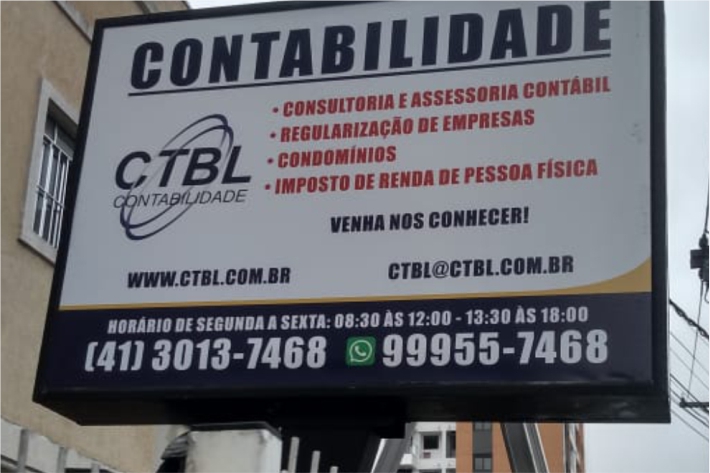 CONTABILIDADE
• CONSULTORIA E ASSESSORIA CONTÁBIL
• REGULARIZAÇÃO DE EMPRESAS
• CONDOMÍNIOS
• IMPOSTO DE RENDA DE PESSOA FÍSICA
CTBL
CONTABILIDADE
VENHA NOS CONHECER!
WWW.CTBL.COM.BR
CTBL@CTBL.COM.BR
HORÁRIO DE SEGUNDA A SEXTA: 08:30 ÀS 12:00 - 13:30 ÀS 18:00
(41) 3013-7468 99955-7468